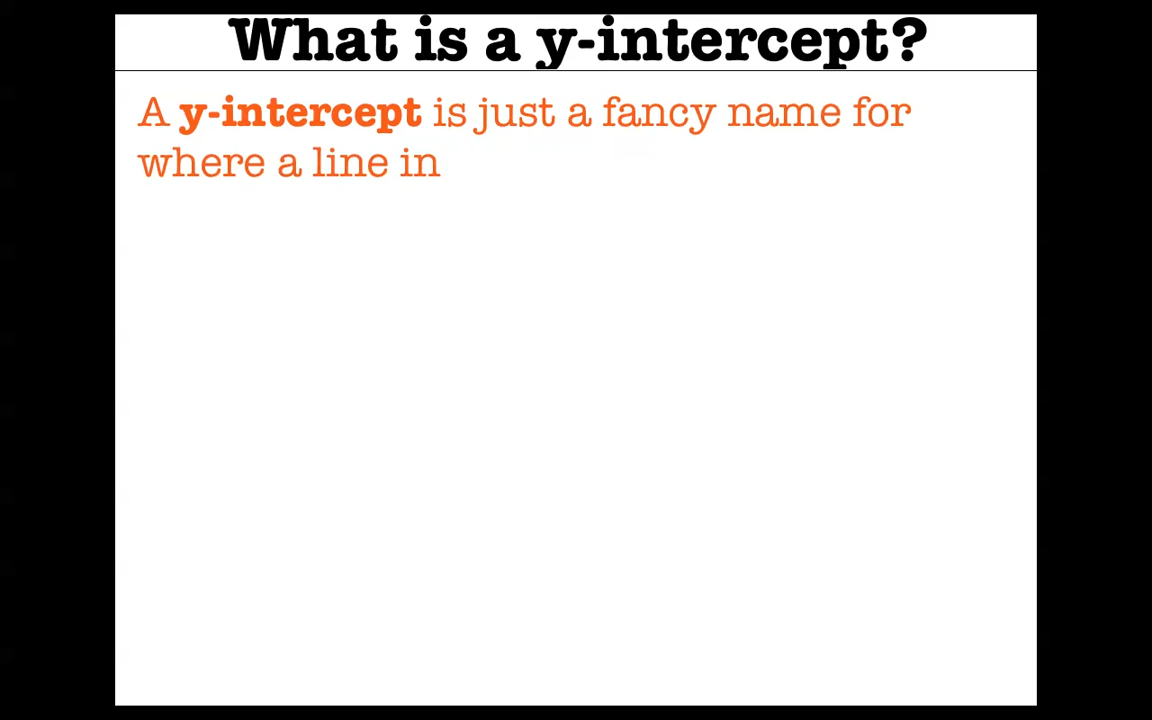 What is a y-intercept?
A y-intercept is just a fancy name for
where a line in